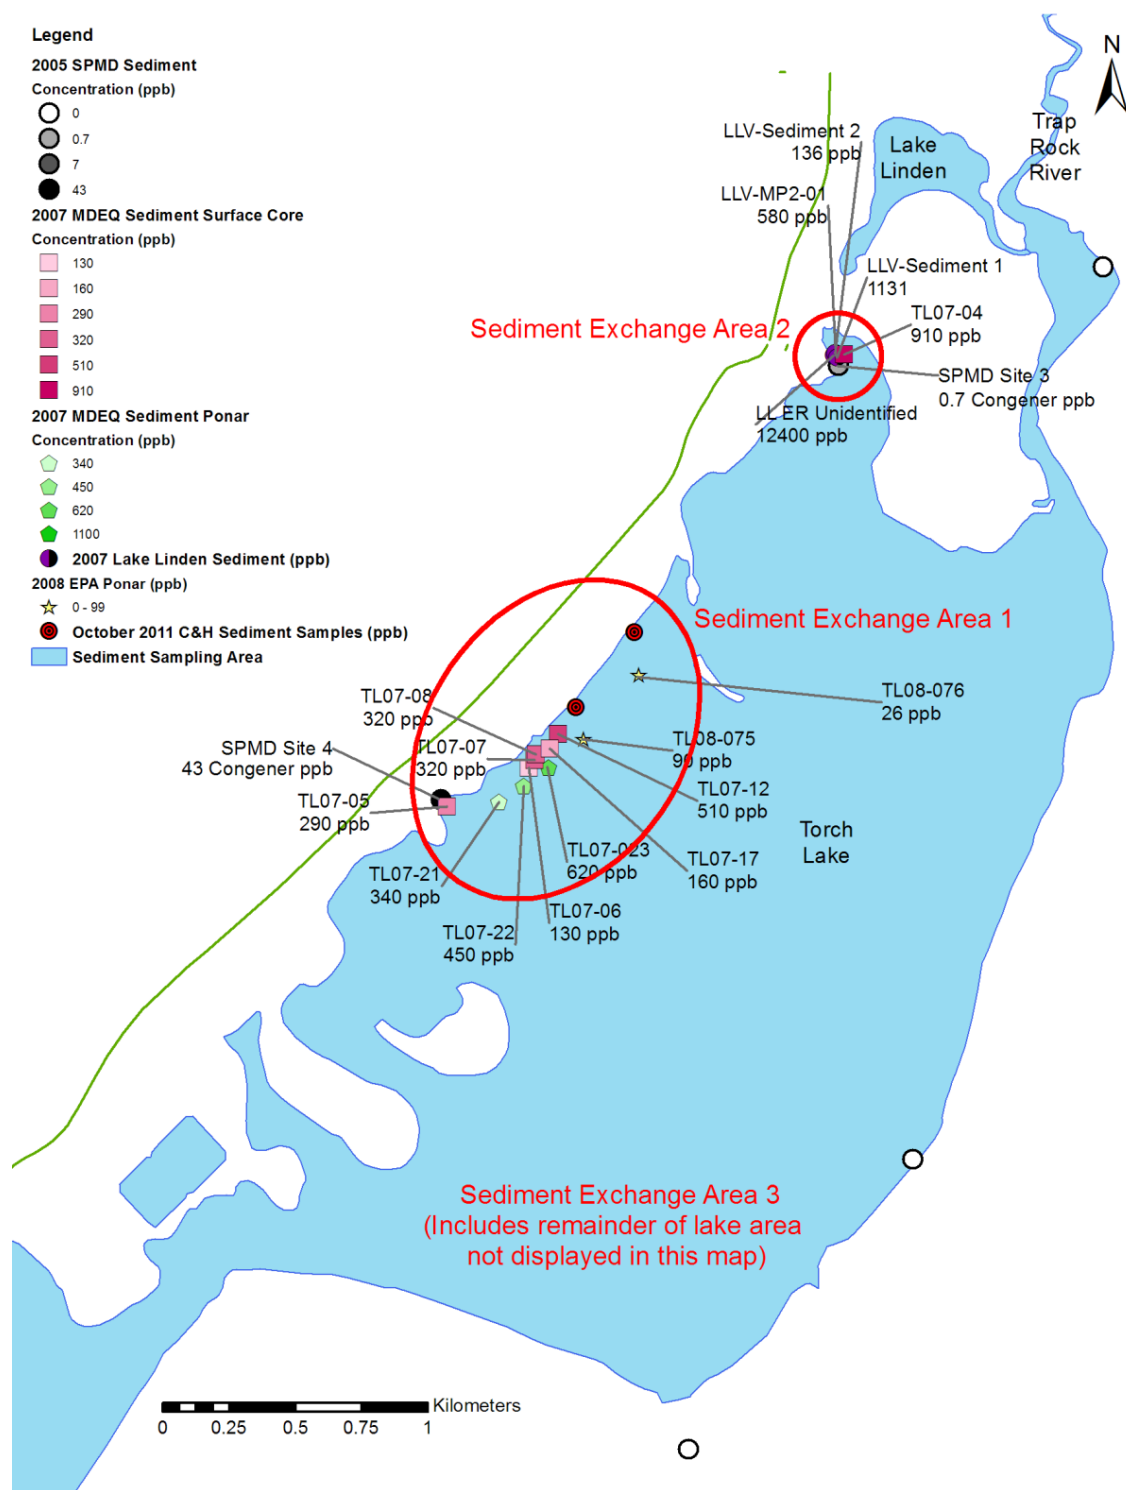 Legend
2005 SPMD Sediment
Concentration (ppb)
0
0.7
7
43
2007 MDEQ Sediment Surface Core
Concentration (ppb)
130
160
290
320
510
910
2007 MDEQ Sediment Ponar
Concentration (ppb)
340
450
620
1100
2007 Lake Linden Sediment (ppb)
2008 EPA Ponar (ppb)
0 - 99
October 2011 C&H Sediment Samples (ppb)
Sediment Sampling Area
N
Trap
Rock
River
Lake
Linden
LLV-Sediment 2
136 ppb
LLV-MP2-01
580 ppb
LLV-Sediment 1
1131
TL07-04
910 ppb
Sediment Exchange Area 2
SPMD Site 3
0.7 Congener ppb
LL ER Unidentified
12400 ppb
Sediment Exchange Area 1
TL08-076
26 ppb
TL07-08
320 ppb
TL07-07
320 ppb
SPMD Site 4
43 Congener ppb
TL07-05
290 ppb
TL08-075
90 ppb
TL07-12
510 ppb
Torch
Lake
TL07-023
620 ppb
TL07-17
160 ppb
TL07-21
340 ppb
TL07-06
130 ppb
TL07-22
450 ppb
Sediment Exchange Area 3
(Includes remainder of lake area
not displayed in this map)
Kilometers
0 0.25 0.5 0.75 1